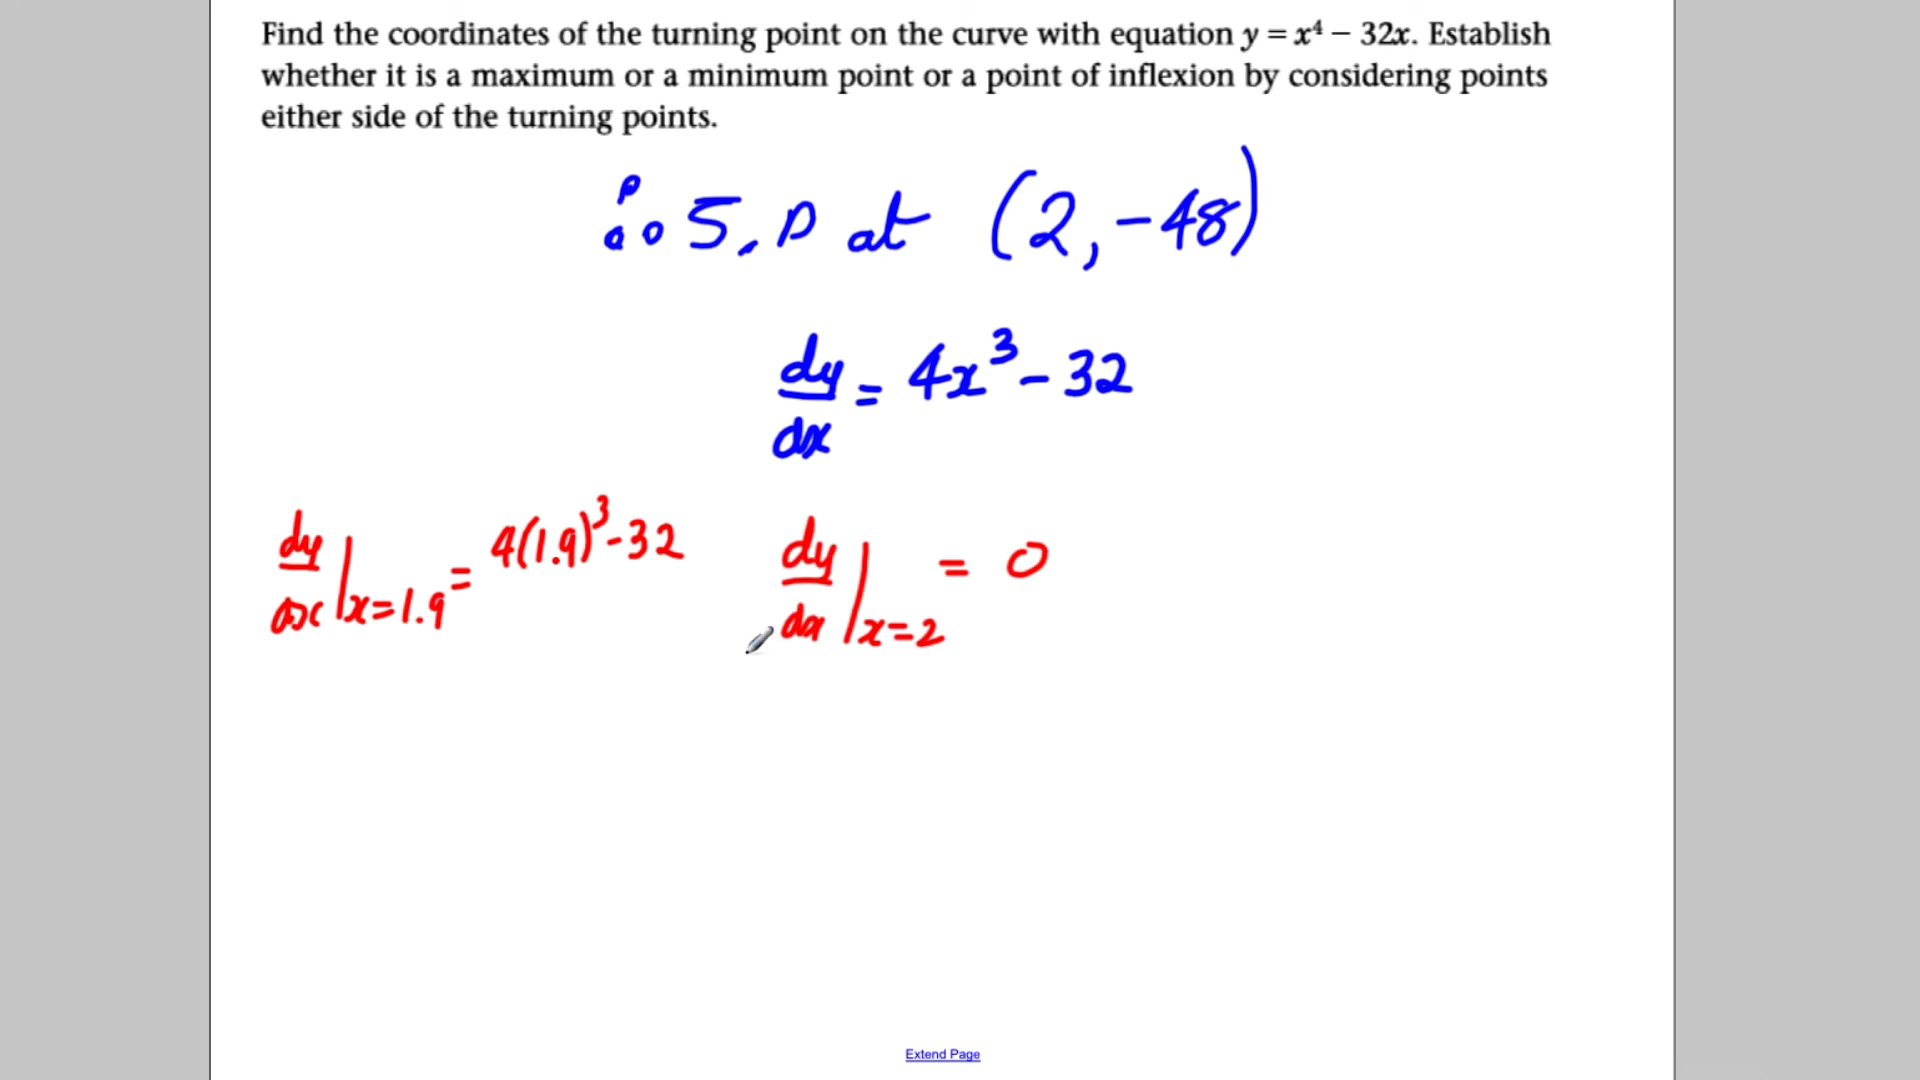 Find the coordinates of the turning point on the curve with equation y = x⁴ – 32x. Establish
whether it is a maximum or a minimum point or a point of inflexion by considering points
either side of the turning points.
∴ S.P at (2, -48)
dy/dx = 4x³ - 32
dy/dx |x=1.9 = 4(1.9)³-32
dy/dx |x=2 = 0
Extend Page